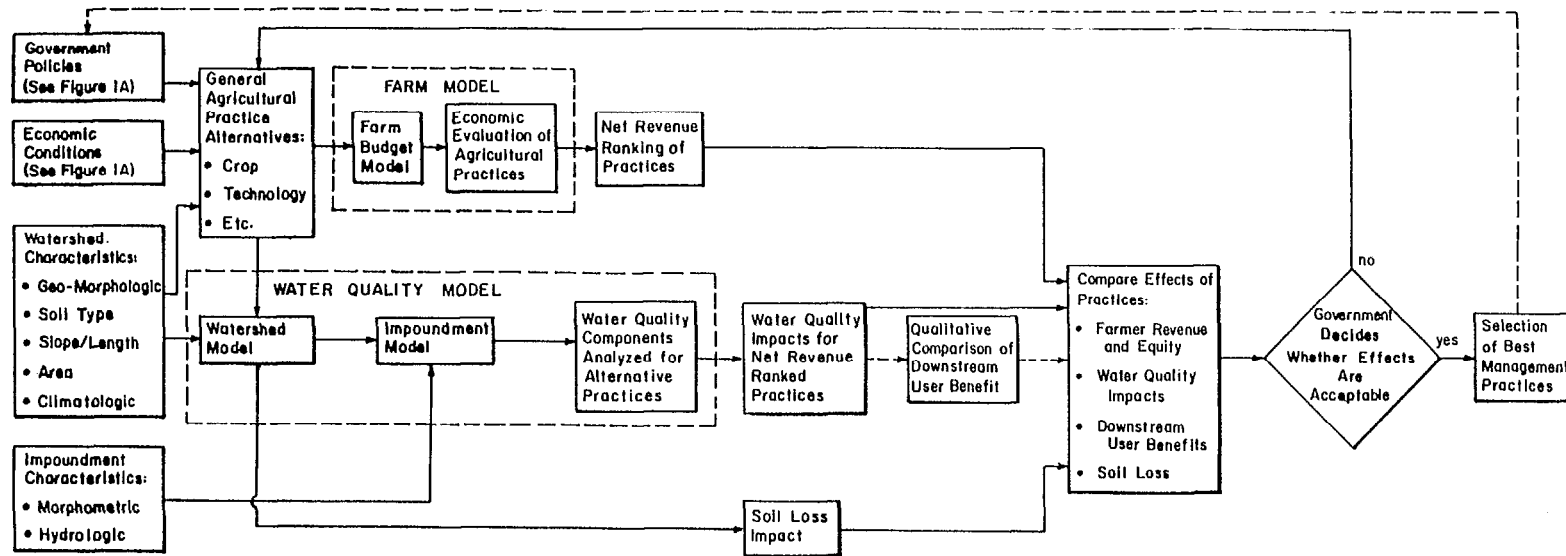 Government
Policies
(See Figure 1A)
Economic
Conditions
(See Figure 1A)
Watershed.
Characteristics:
• Geo-Morphologic
• Soil Type
• Slope/Length
• Area
• Climatologic
Impoundment
Characteristics:
• Morphometric
• Hydrologic
General
Agricultural
Practice
Alternatives:
• Crop
• Technology
• Etc.
FARM MODEL
Farm
Budget
Model
Economic
Evaluation of
Agricultural
Practices
Net Revenue
Ranking of
Practices
WATER QUALITY MODEL
Watershed
Model
Impoundment
Model
Water Quality
Components
Analyzed for
Alternative
Practices
Water Quality
Impacts for
Net Revenue
Ranked
Practices
Qualitative
Comparison of
Downstream
User Benefit
Soil Loss
Impact
Compare Effects of
Practices:
• Farmer Revenue
and Equity
• Water Quality
Impacts
• Downstream
User Benefits
• Soil Loss
no
Government
Decides
Whether Effects
Are
Acceptable
yes
Selection
of Best
Management
Practices